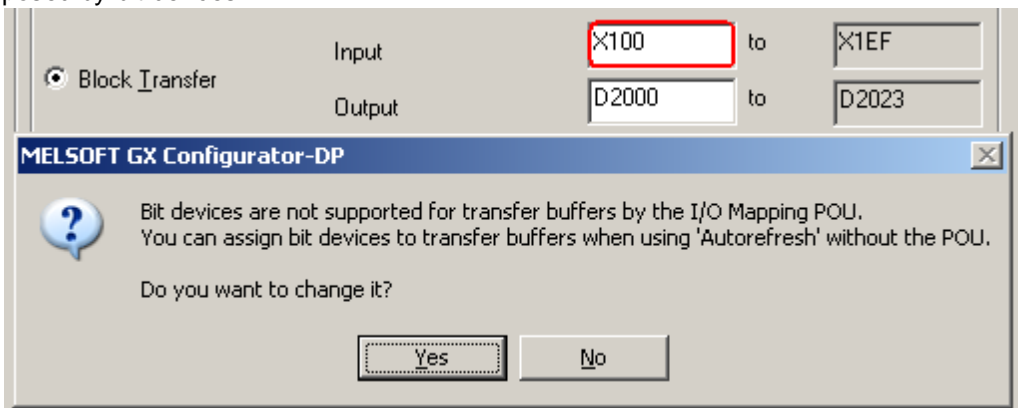 Input X100 to X1EF
Block Transfer
Output D2000 to D2023
MELSOFT GX Configurator-DP
Bit devices are not supported for transfer buffers by the I/O Mapping POU.
You can assign bit devices to transfer buffers when using 'Autorefresh' without the POU.
Do you want to change it?
Yes No